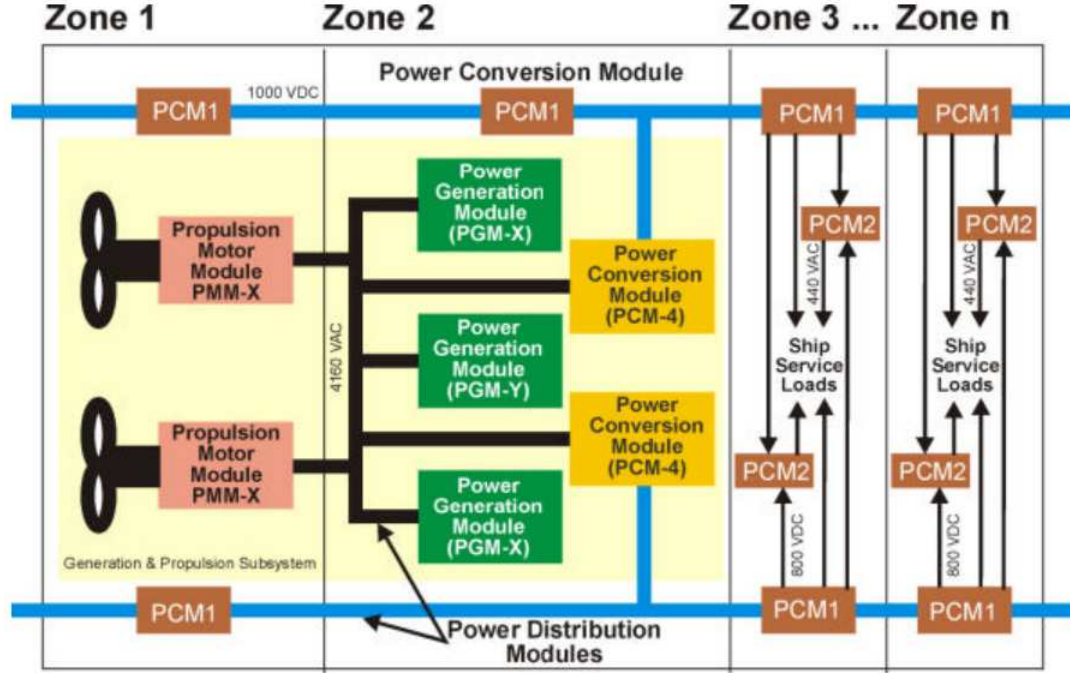 Zone 1
Zone 2
Zone 3 ...
Zone n
Power Conversion Module
1000 VDC
PCM1
PCM1
PCM1
PCM1
Power
Generation
Module
(PGM-X)
PCM2
PCM2
Propulsion
Motor
Module
PMM-X
Power
Conversion
Module
(PCM-4)
440 VAC
440 VAC
4160 VAC
Power
Generation
Module
(PGM-Y)
Ship
Service
Loads
Ship
Service
Loads
Propulsion
Motor
Module
PMM-X
Power
Conversion
Module
(PCM-4)
PCM2
PCM2
Power
Generation
Module
(PGM-X)
800 VDC
800 VDC
Generation & Propulsion Subsystem
PCM1
PCM1
PCM1
Power Distribution
Modules